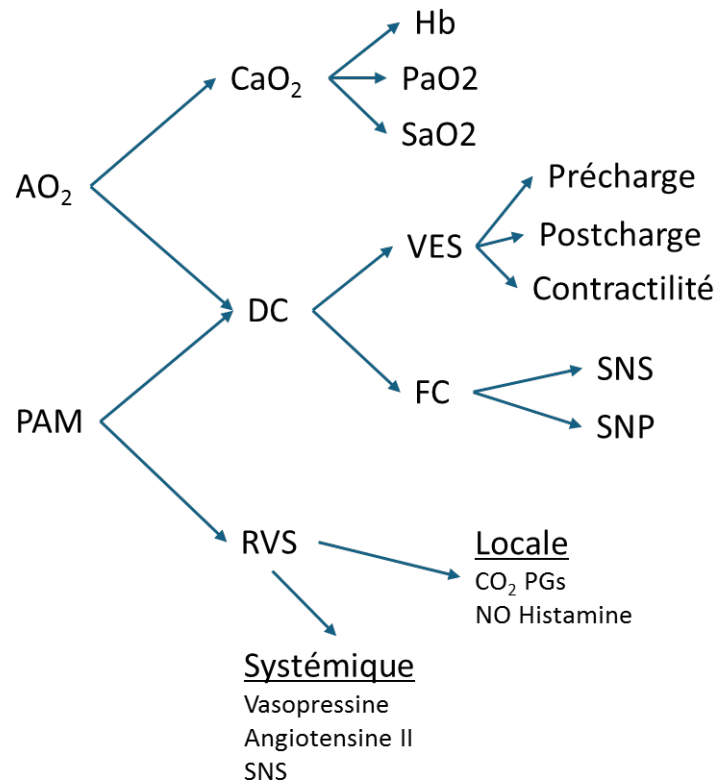 Hb
CaO₂
PaO2
SaO2
AO₂
Précharge
VES
Postcharge
Contractilité
DC
SNS
FC
PAM
SNP
RVS
Locale
CO₂ PGs
NO Histamine
Systémique
Vasopressine
Angiotensine II
SNS